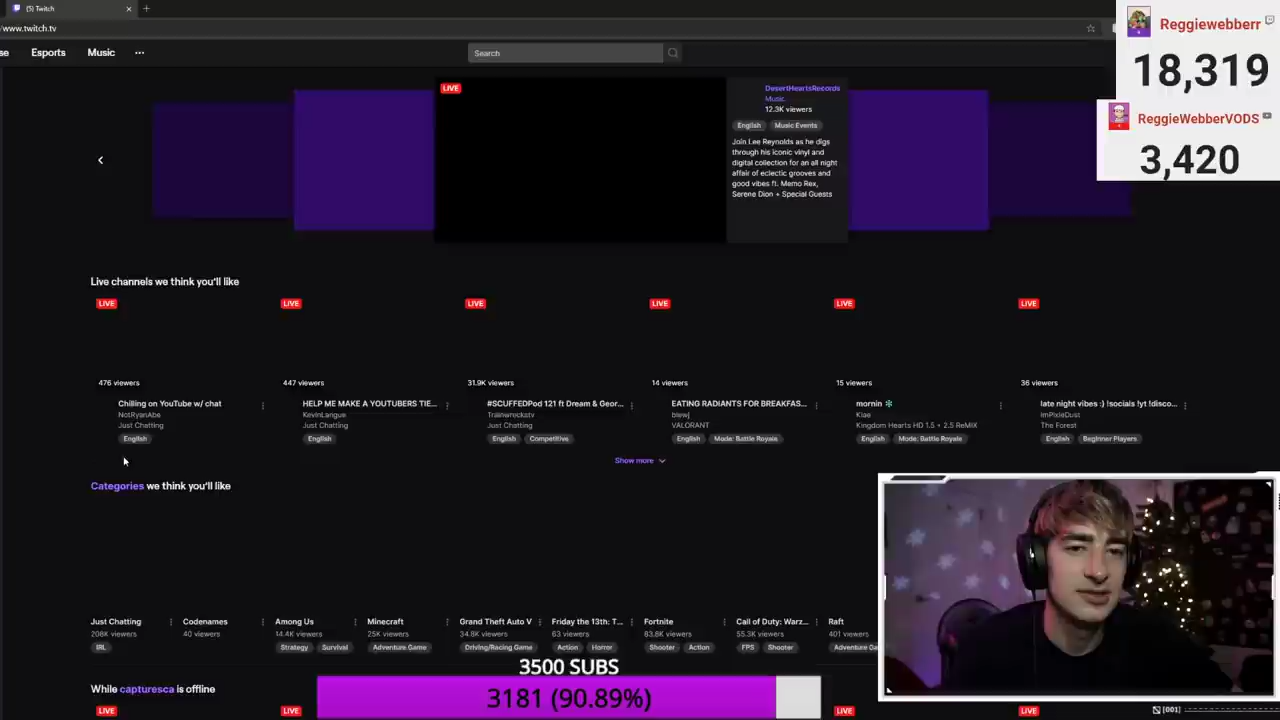 (5) Twitch
www.twitch.tv
se Esports Music
Search
Reggiewebberr
18,319
ReggieWebberVODS
3,420
LIVE
DesertHeartsRecords
Music
12.3K viewers
English Music Events
Join Lee Reynolds as he digs
through his iconic vinyl and
digital collection for an all night
affair of eclectic grooves and
good vibes ft. Memo Rex,
Serene Dion + Special Guests
Live channels we think you'll like
LIVE LIVE LIVE LIVE LIVE LIVE
476 viewers 447 viewers 31.9K viewers 14 viewers 15 viewers 36 viewers
Chilling on YouTube w/ chat HELP ME MAKE A YOUTUBERS TIE... #SCUFFEDPod 121 ft Dream & Geor... EATING RADIANTS FOR BREAKFAS... mornin late night vibes :) !socials !yt !disco...
NotRyanAbe KevinLangue Trainwreckstv blewj Kiae ImPixieDust
Just Chatting Just Chatting Just Chatting VALORANT Kingdom Hearts HD 1.5 + 2.5 ReMIX The Forest
English English English Competitive English Mode: Battle Royale English Mode: Battle Royale English Beginner Players
Show more
Categories we think you'll like
Just Chatting Codenames Among Us Minecraft Grand Theft Auto V Friday the 13th: T... Fortnite Call of Duty: Warz... Raft
208K viewers 40 viewers 14.4K viewers 25K viewers 34.8K viewers 63 viewers 83.8K viewers 55.3K viewers 401 viewers
IRL Strategy Survival Adventure Game Driving/Racing Game Action Horror Shooter Action FPS Shooter Adventure Ga
3500 SUBS
3181 (90.89%)
While capturesca is offline
LIVE LIVE LIVE LIVE
[001]